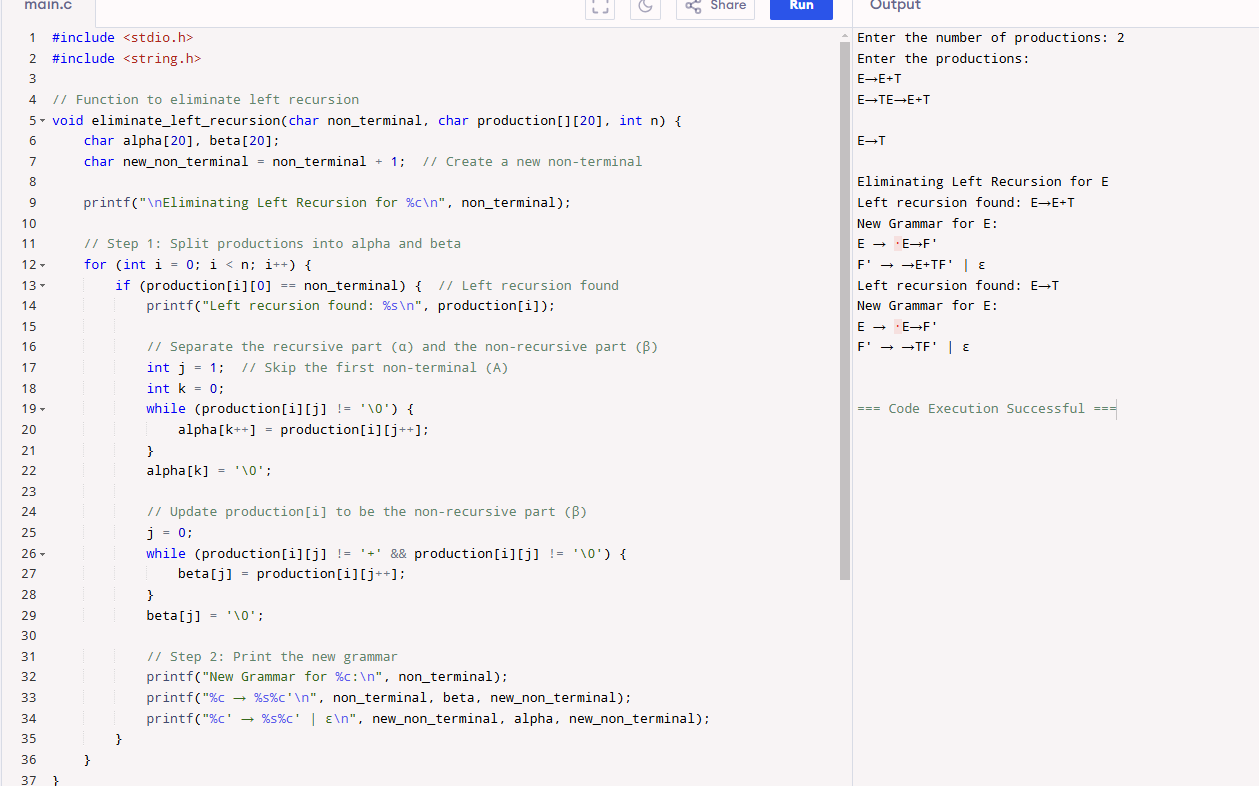 main.c
Share
Run
Output
1 #include <stdio.h>
2 #include <string.h>
3
4 // Function to eliminate left recursion
5 void eliminate_left_recursion(char non_terminal, char production[][20], int n) {
6 char alpha[20], beta[20];
7 char new_non_terminal = non_terminal + 1;  // Create a new non-terminal
8
9 printf("\nEliminating Left Recursion for %c\n", non_terminal);
10
11 // Step 1: Split productions into alpha and beta
12 for (int i = 0; i < n; i++) {
13 if (production[i][0] == non_terminal) {  // Left recursion found
14 printf("Left recursion found: %s\n", production[i]);
15
16 // Separate the recursive part (α) and the non-recursive part (β)
17 int j = 1;  // Skip the first non-terminal (A)
18 int k = 0;
19 while (production[i][j] != '\0') {
20 alpha[k++] = production[i][j++];
21 }
22 alpha[k] = '\0';
23
24 // Update production[i] to be the non-recursive part (β)
25 j = 0;
26 while (production[i][j] != '+' && production[i][j] != '\0') {
27 beta[j] = production[i][j++];
28 }
29 beta[j] = '\0';
30
31 // Step 2: Print the new grammar
32 printf("New Grammar for %c:\n", non_terminal);
33 printf("%c → %s%c'\n", non_terminal, beta, new_non_terminal);
34 printf("%c' → %s%c' | ε\n", new_non_terminal, alpha, new_non_terminal);
35 }
36 }
37 }
Enter the number of productions: 2
Enter the productions:
E→E+T
E→TE→E+T
E→T
Eliminating Left Recursion for E
Left recursion found: E→E+T
New Grammar for E:
E → ·E→F'
F' → →E+TF' | ε
Left recursion found: E→T
New Grammar for E:
E → ·E→F'
F' → →TF' | ε
=== Code Execution Successful ===